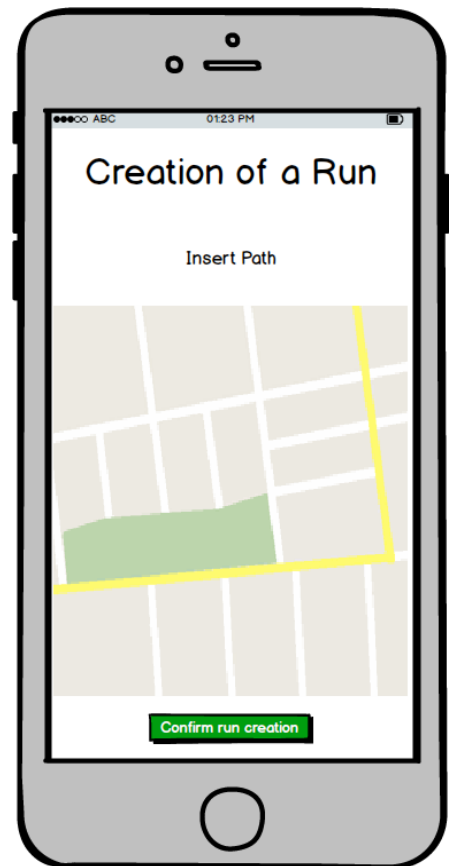 ABC 01:23 PM
Creation of a Run
Insert Path
Confirm run creation